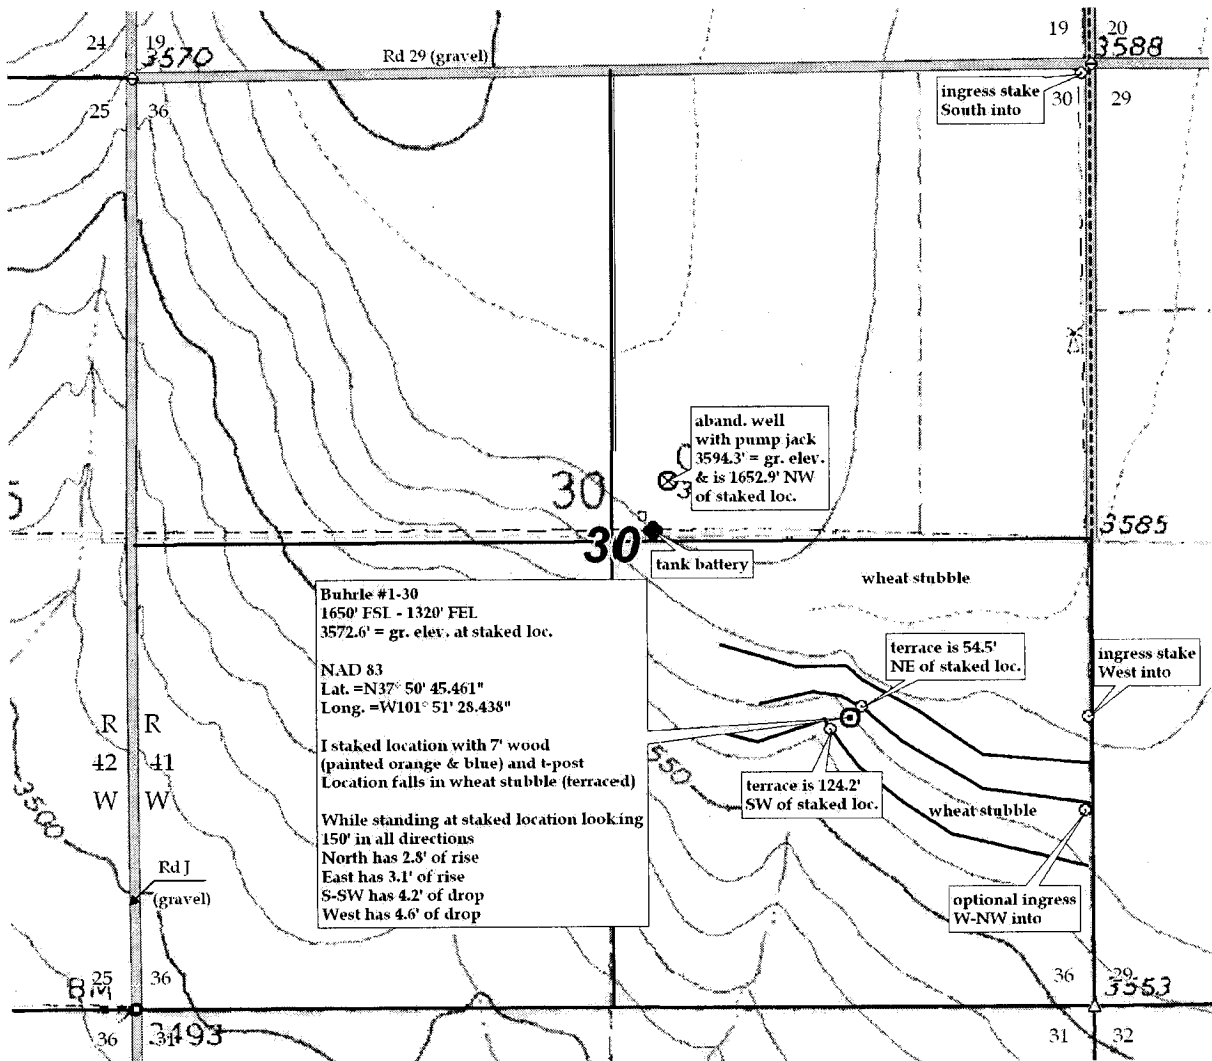 19
20
24
19
3570
Rd 29 (gravel)
3588
ingress stake
South into
30
29
25
36
aband. well
with pump jack
3594.3' = gr. elev.
& is 1652.9' NW
of staked loc.
30
3585
30
tank battery
wheat stubble
Buhrle #1-30
1650' FSL - 1320' FEL
3572.6' = gr. elev. at staked loc.
NAD 83
Lat. =N37° 50' 45.461"
Long. =W101° 51' 28.438"
I staked location with 7' wood
(painted orange & blue) and t-post
Location falls in wheat stubble (terraced)
While standing at staked location looking
150' in all directions
North has 2.8' of rise
East has 3.1' of rise
S-SW has 4.2' of drop
West has 4.6' of drop
terrace is 54.5'
NE of staked loc.
ingress stake
West into
R R
42 41
W W
550
terrace is 124.2'
SW of staked loc.
wheat stubble
3500
Rd J
(gravel)
optional ingress
W-NW into
25
36
36
29
BM
3553
3493
36
31
31
32